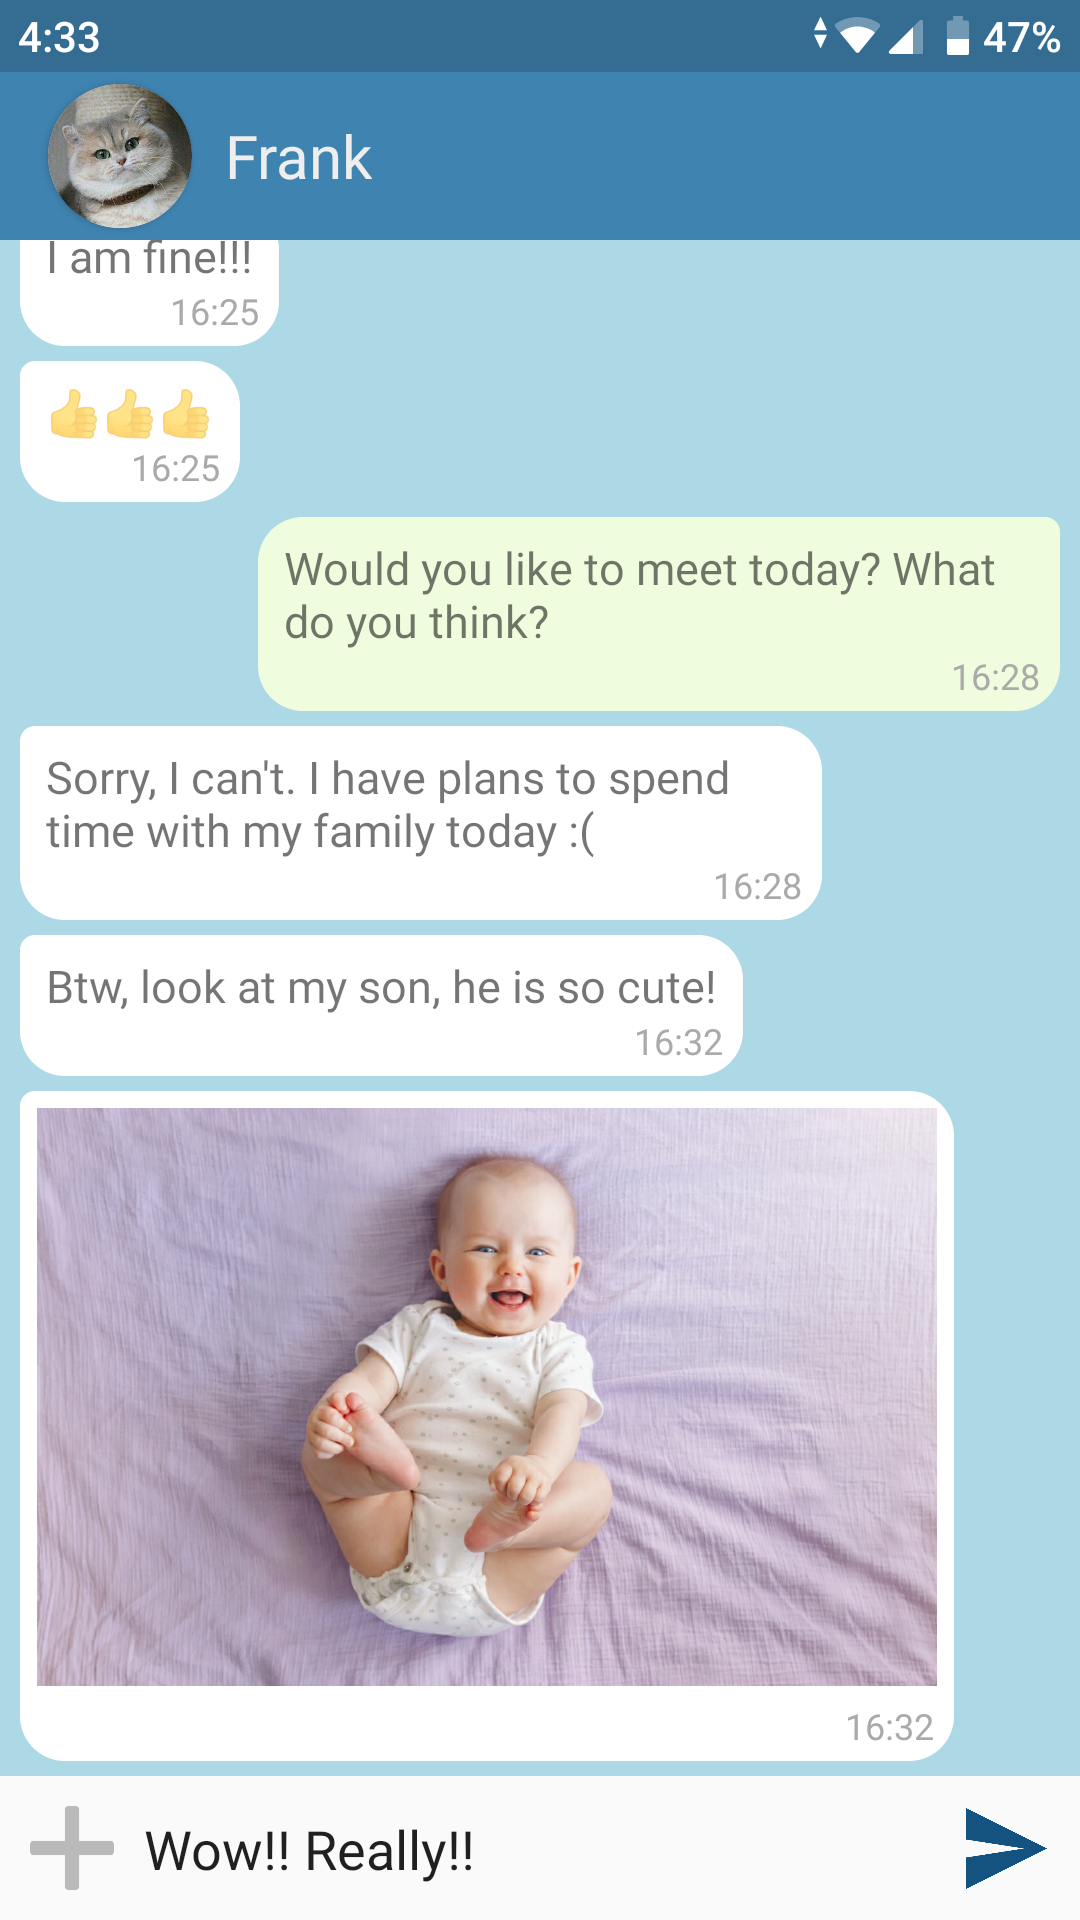 4:33
47%
Frank
I am fine!!!
16:25
👍👍👍
16:25
Would you like to meet today? What
do you think?
16:28
Sorry, I can't. I have plans to spend
time with my family today :(
16:28
Btw, look at my son, he is so cute!
16:32
16:32
Wow!! Really!!